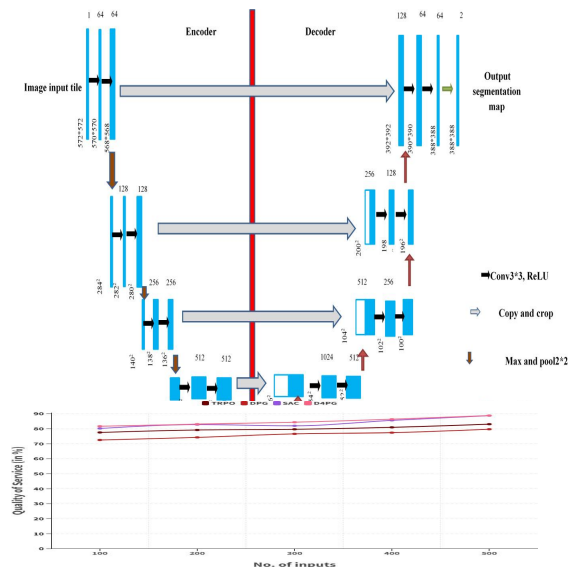 1 64 64
Encoder
Decoder
128 64 64 2
Image input tile
Output
segmentation
map
572*572
570*570
568*568
392*392
390*390
388*388
388*388
128 128
256 128
284²
282²
280²
200²
198
196²
256 256
512 256
Conv3*3, ReLU
Copy and crop
Max and pool2*2
140²
138²
136²
104²
102²
100²
512 512
1024 512
TRPO DPG SAC D4PG
Quality of Service (in %)
90
80
70
60
50
40
30
20
10
0
100 200 300 400 500
No. of inputs